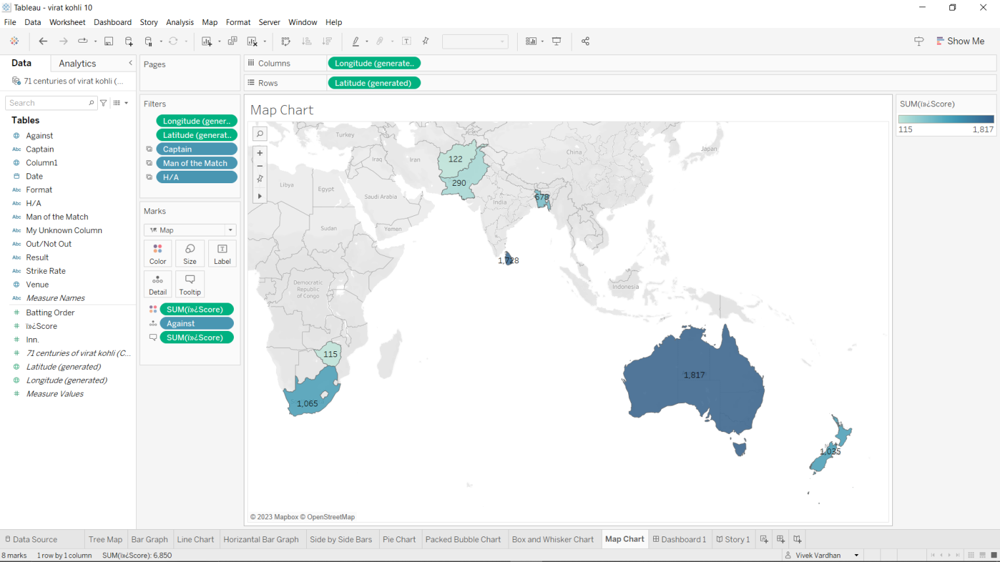 Tableau - virat kohli 10
File Data Worksheet Dashboard Story Analysis Map Format Server Window Help
Show Me
Data
Analytics
71 centuries of virat kohli (...
Search
Tables
Against
Abc Captain
Column1
Date
Abc Format
Abc H/A
Abc Man of the Match
Abc My Unknown Column
Abc Out/Not Out
Abc Result
Abc Strike Rate
Venue
Abc Measure Names
# Batting Order
# ï»¿Score
# Inn.
# 71 centuries of virat kohli (C...
Latitude (generated)
Longitude (generated)
# Measure Values
Pages
Filters
Longitude (gener..
Latitude (generat..
Captain
Man of the Match
H/A
Marks
Map
Color
Size
Label
Detail
Tooltip
SUM(ï»¿Score)
Against
SUM(ï»¿Score)
Columns
Longitude (generate..
Rows
Latitude (generated)
Map Chart
Turkey
Iraq
Iran
China
Japan
Libya
Egypt
Saudi Arabia
India
Sudan
Yemen
Democratic
Republic
of Congo
Indonesia
122
290
678
1,728
115
1,065
1,817
1,035
© 2023 Mapbox © OpenStreetMap
SUM(ï»¿Score)
115
1,817
Data Source
Tree Map
Bar Graph
Line Chart
Horizantal Bar Graph
Side by Side Bars
Pie Chart
Packed Bubble Chart
Box and Whisker Chart
Map Chart
Dashboard 1
Story 1
8 marks
1 row by 1 column
SUM(ï»¿Score): 6,850
Vivek Vardhan